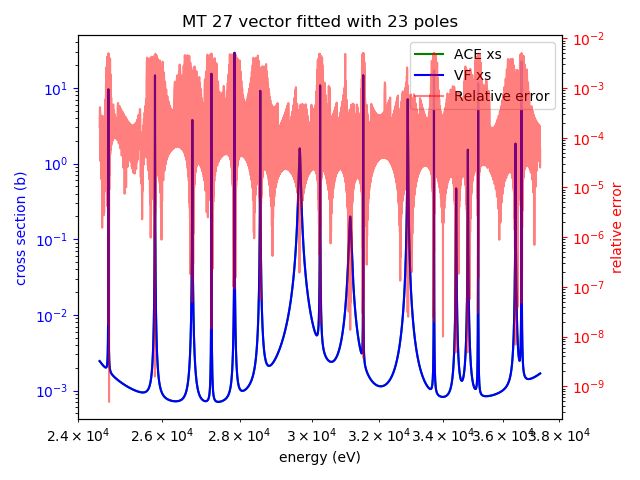 MT 27 vector fitted with 23 poles
ACE xs
VF xs
Relative error
cross section (b)
10¹
10⁰
10⁻¹
10⁻²
10⁻³
10⁻²
10⁻³
10⁻⁴
10⁻⁵
10⁻⁶
10⁻⁷
10⁻⁸
10⁻⁹
relative error
2.4 × 10⁴ 2.6 × 10⁴ 2.8 × 10⁴ 3 × 10⁴ 3.2 × 10⁴ 3.4 × 10⁴ 3.6 × 10⁴ 3.8 × 10⁴
energy (eV)